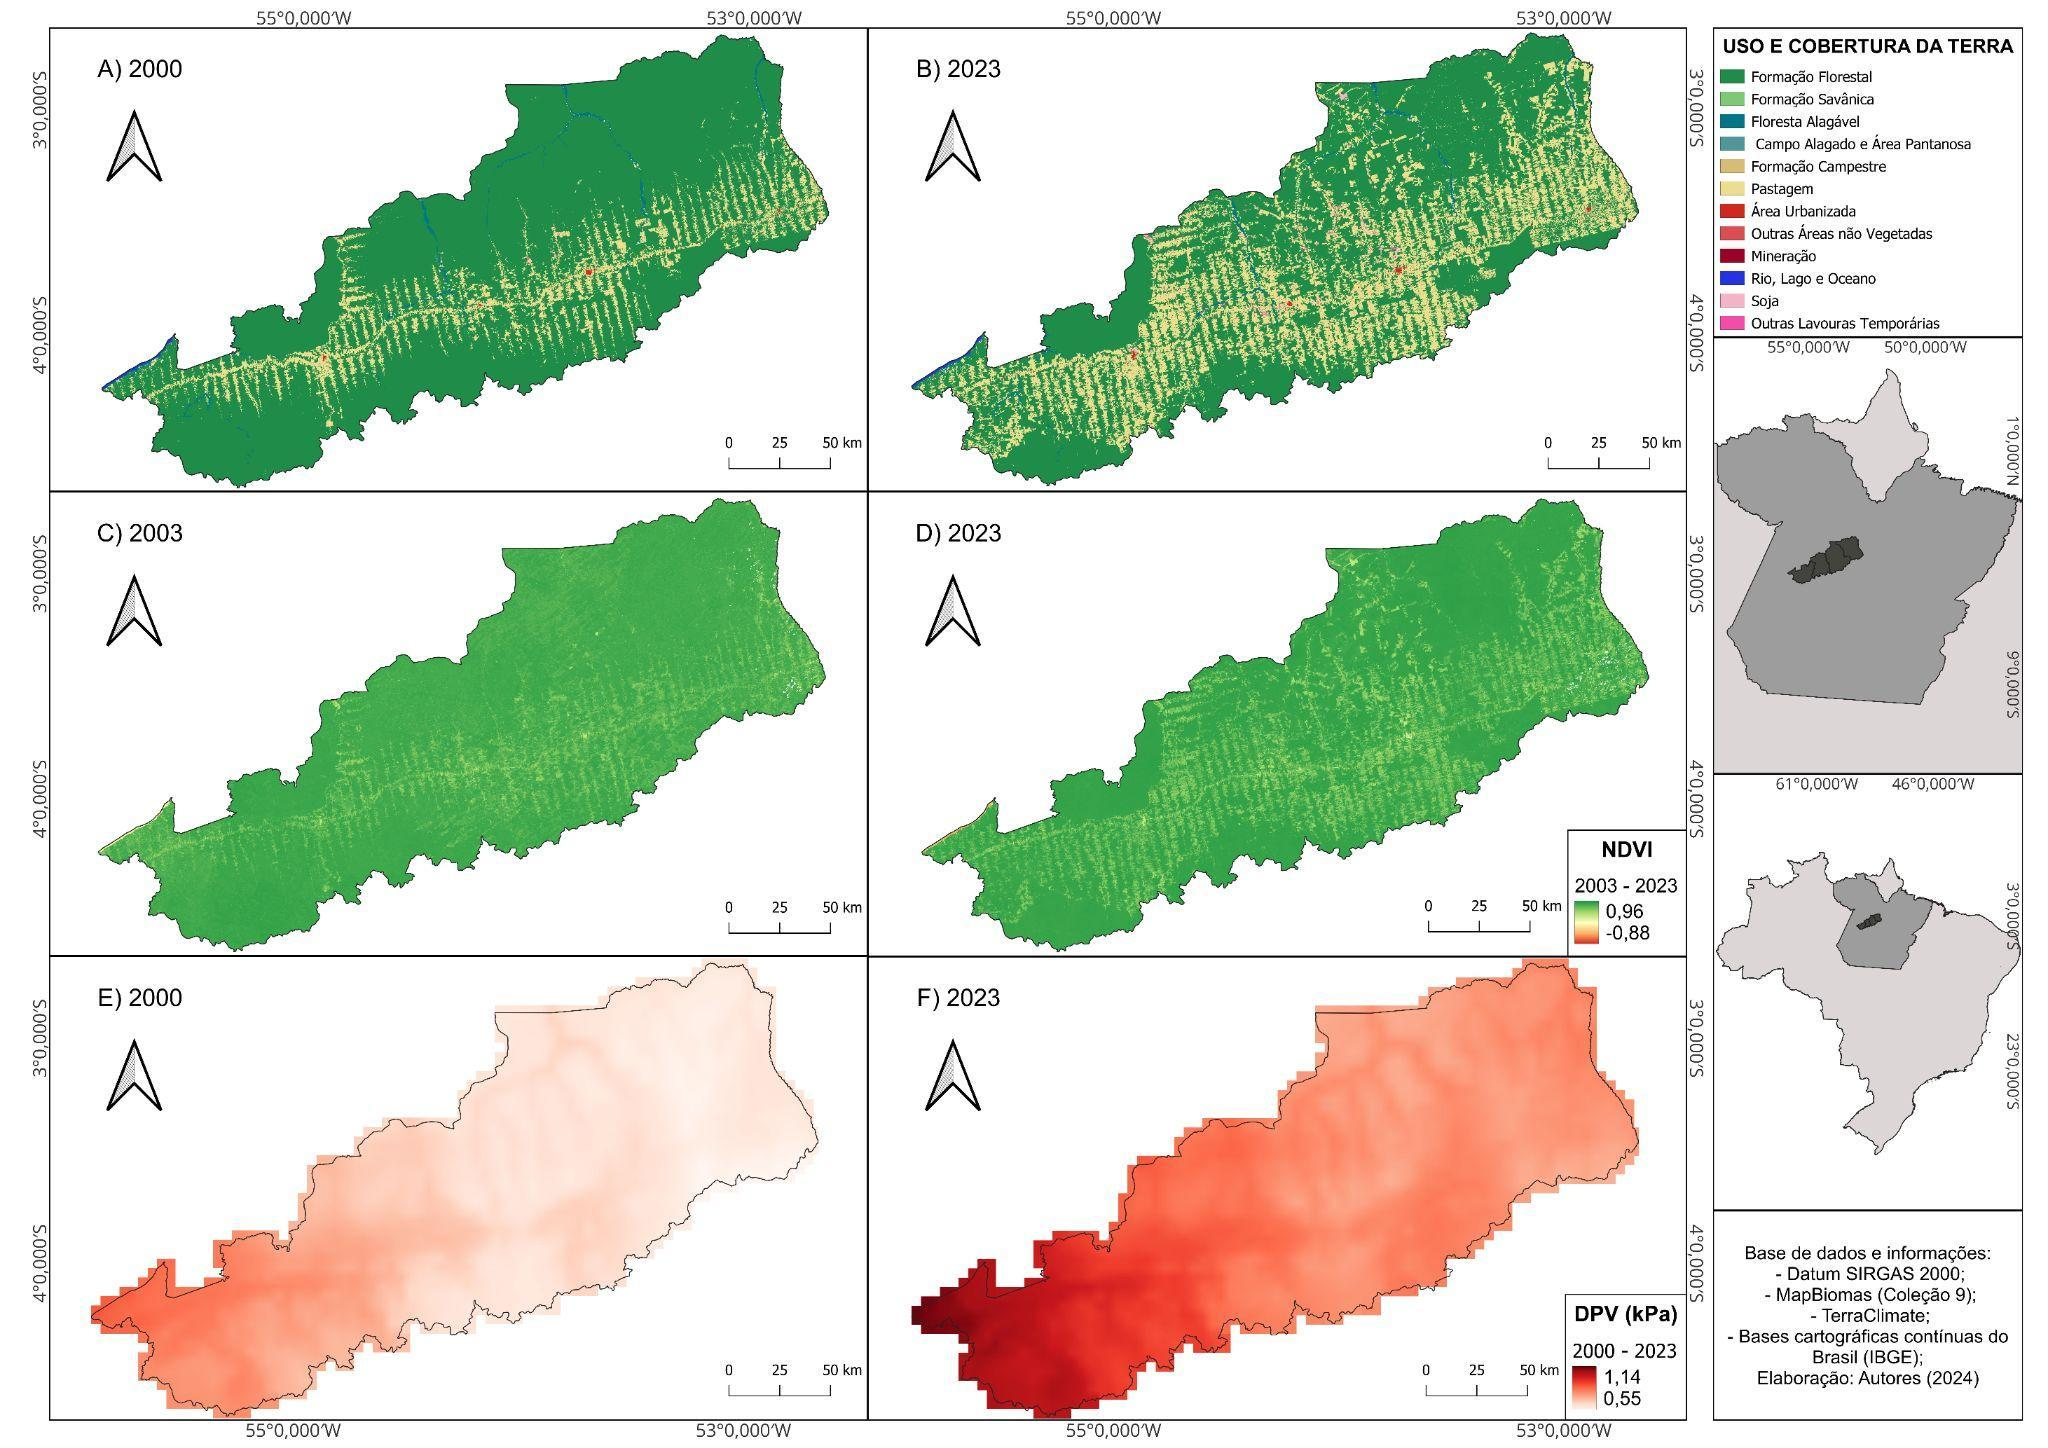 55°0,000′W 53°0,000′W 55°0,000′W 53°0,000′W
A) 2000
3°0,000′S
4°0,000′S
0 25 50 km
B) 2023
3°0,000′S
4°0,000′S
0 25 50 km
C) 2003
3°0,000′S
4°0,000′S
0 25 50 km
D) 2023
3°0,000′S
4°0,000′S
0 25 50 km
NDVI
2003 - 2023
0,96
-0,88
E) 2000
3°0,000′S
4°0,000′S
0 25 50 km
F) 2023
3°0,000′S
4°0,000′S
0 25 50 km
DPV (kPa)
2000 - 2023
1,14
0,55
55°0,000′W 53°0,000′W 55°0,000′W 53°0,000′W
USO E COBERTURA DA TERRA
Formação Florestal
Formação Savânica
Floresta Alagável
Campo Alagado e Área Pantanosa
Formação Campestre
Pastagem
Área Urbanizada
Outras Áreas não Vegetadas
Mineração
Rio, Lago e Oceano
Soja
Outras Lavouras Temporárias
55°0,000′W 50°0,000′W
1°0,000′N
9°0,000′S
61°0,000′W 46°0,000′W
3°0,000′S
23°0,000′S
Base de dados e informações:
- Datum SIRGAS 2000;
- MapBiomas (Coleção 9);
- TerraClimate;
- Bases cartográficas contínuas do
Brasil (IBGE);
Elaboração: Autores (2024)